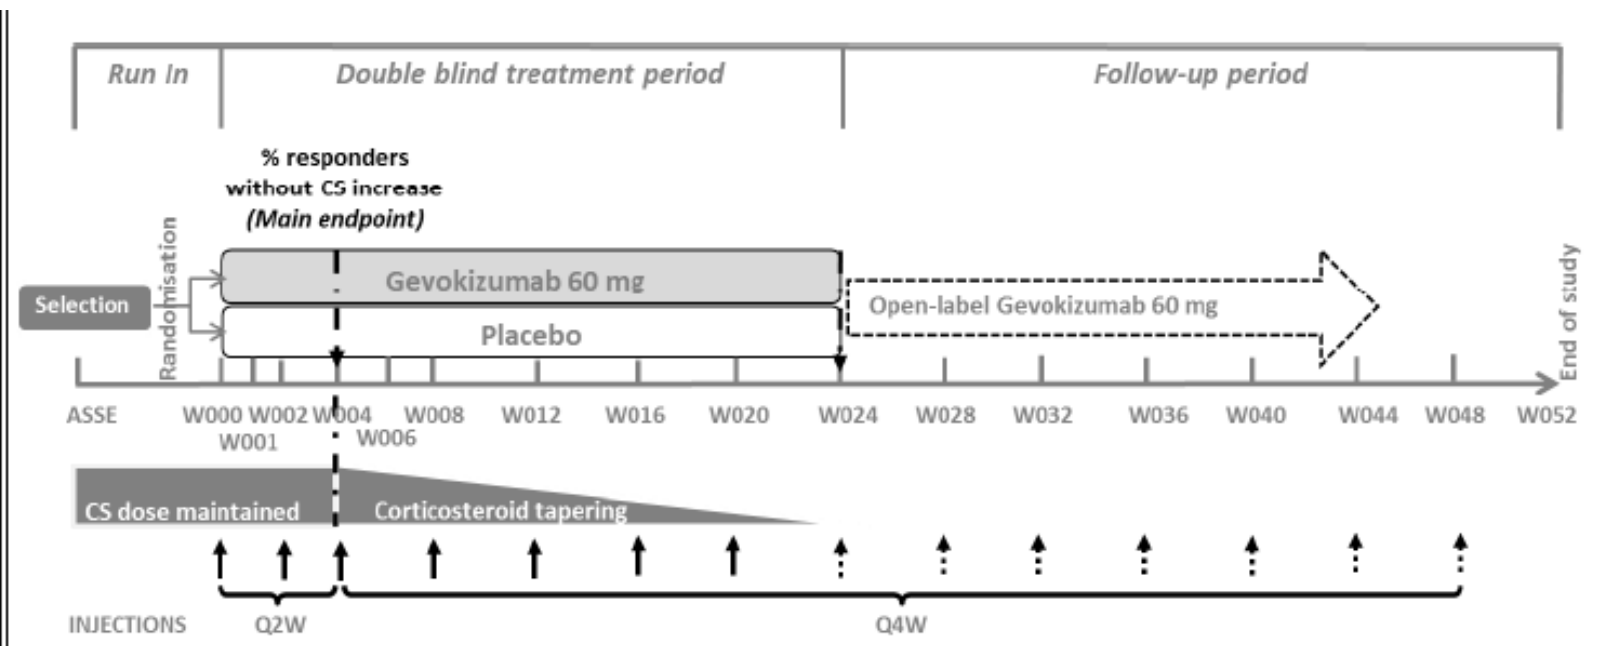 Run In
Double blind treatment period
Follow-up period
% responders
without CS increase
(Main endpoint)
Randomisation
Selection
Gevokizumab 60 mg
Placebo
Open-label Gevokizumab 60 mg
End of study
ASSE W000 W002 W004 W008 W012 W016 W020 W024 W028 W032 W036 W040 W044 W048 W052
W001 W006
CS dose maintained
Corticosteroid tapering
INJECTIONS
Q2W
Q4W